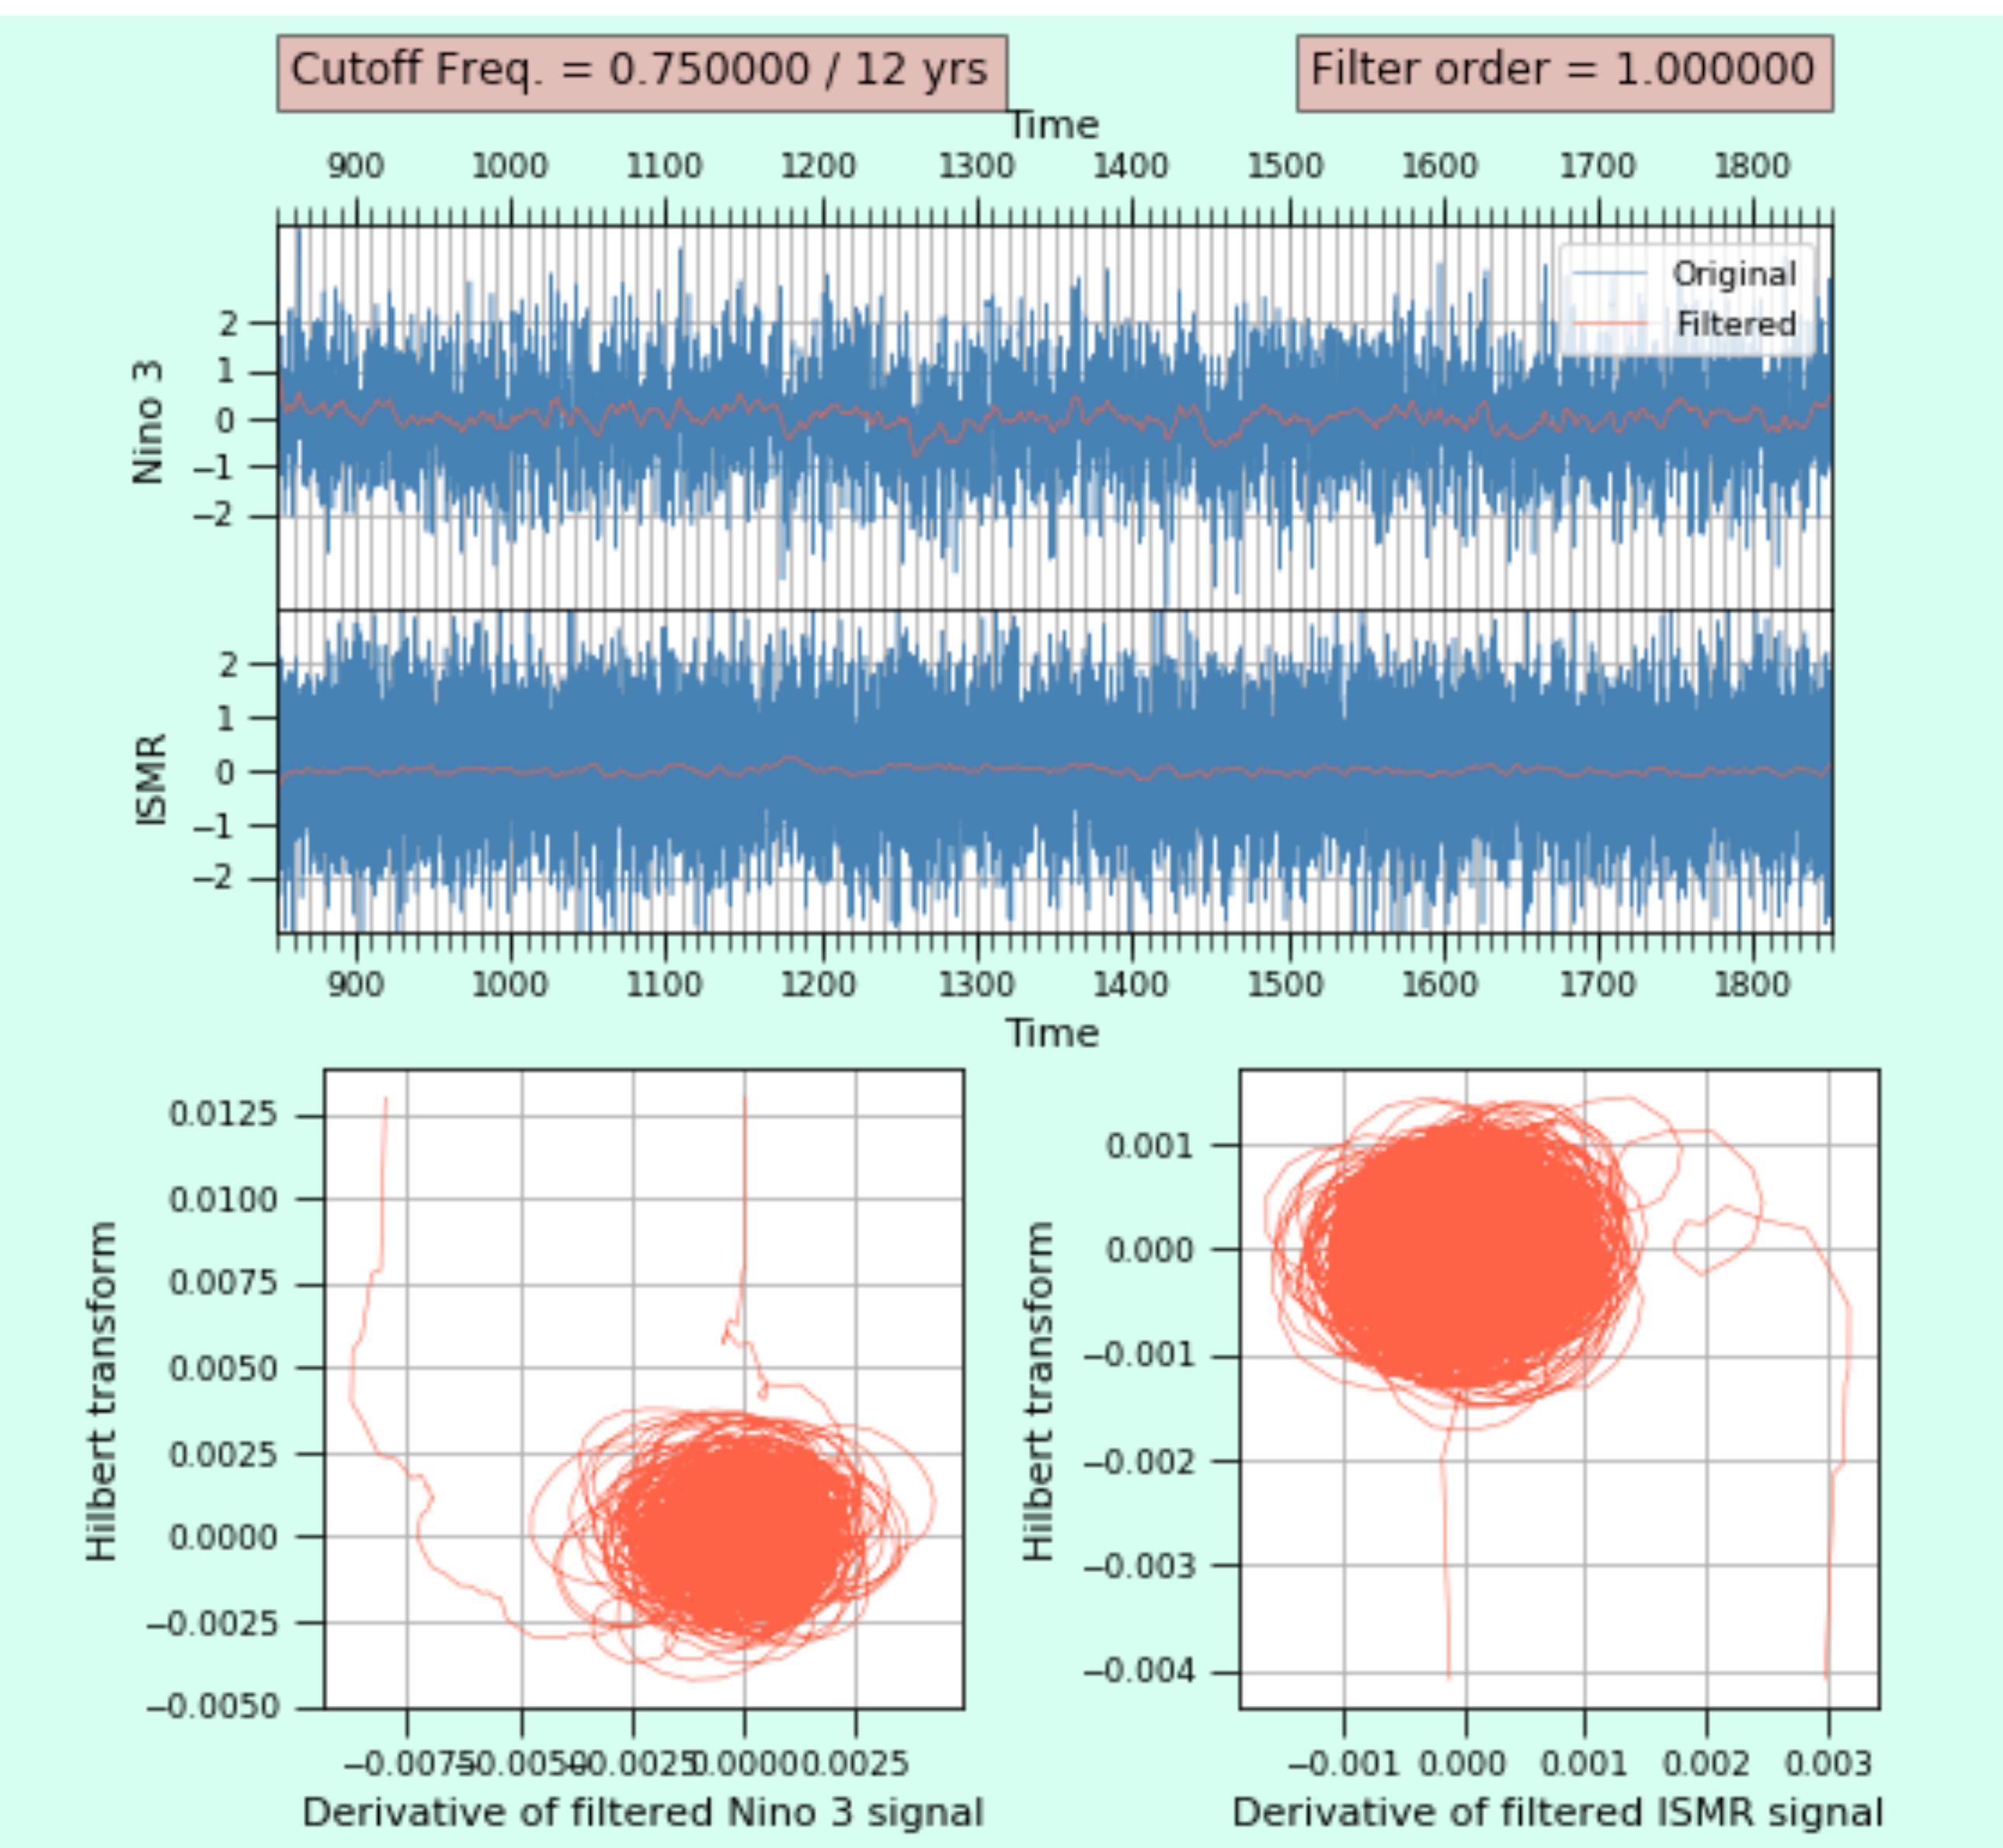 Cutoff Freq. = 0.750000 / 12 yrs
Filter order = 1.000000
Time
900 1000 1100 1200 1300 1400 1500 1600 1700 1800
Original
Filtered
2
1
0
−1
−2
Nino 3
2
1
0
−1
−2
ISMR
900 1000 1100 1200 1300 1400 1500 1600 1700 1800
Time
0.0125
0.0100
0.0075
0.0050
0.0025
0.0000
−0.0025
−0.0050
Hilbert transform
−0.0075 −0.0050 −0.0025 0.0000 0.0025
Derivative of filtered Nino 3 signal
0.001
0.000
−0.001
−0.002
−0.003
−0.004
Hilbert transform
−0.001 0.000 0.001 0.002 0.003
Derivative of filtered ISMR signal